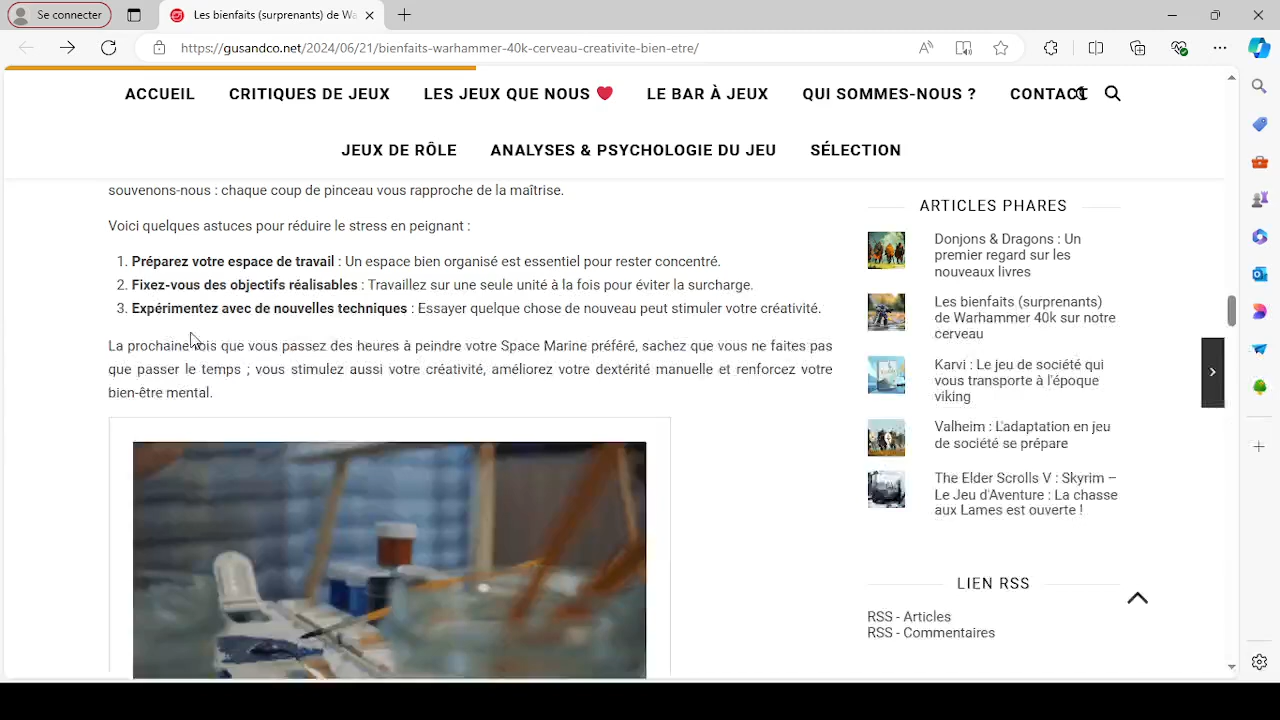 Se connecter
Les bienfaits (surprenants) de Wa
https://gusandco.net/2024/06/21/bienfaits-warhammer-40k-cerveau-creativite-bien-etre/
ACCUEIL
CRITIQUES DE JEUX
LES JEUX QUE NOUS ❤
LE BAR À JEUX
QUI SOMMES-NOUS ?
CONTACT
JEUX DE RÔLE
ANALYSES & PSYCHOLOGIE DU JEU
SÉLECTION
souvenons-nous : chaque coup de pinceau vous rapproche de la maîtrise.
Voici quelques astuces pour réduire le stress en peignant :
1. Préparez votre espace de travail : Un espace bien organisé est essentiel pour rester concentré.
2. Fixez-vous des objectifs réalisables : Travaillez sur une seule unité à la fois pour éviter la surcharge.
3. Expérimentez avec de nouvelles techniques : Essayer quelque chose de nouveau peut stimuler votre créativité.
La prochaine fois que vous passez des heures à peindre votre Space Marine préféré, sachez que vous ne faites pas
que passer le temps ; vous stimulez aussi votre créativité, améliorez votre dextérité manuelle et renforcez votre
bien-être mental.
ARTICLES PHARES
Donjons & Dragons : Un
premier regard sur les
nouveaux livres
Les bienfaits (surprenants)
de Warhammer 40k sur notre
cerveau
Karvi : Le jeu de société qui
vous transporte à l'époque
viking
Valheim : L'adaptation en jeu
de société se prépare
The Elder Scrolls V : Skyrim –
Le Jeu d'Aventure : La chasse
aux Lames est ouverte !
LIEN RSS
RSS - Articles
RSS - Commentaires